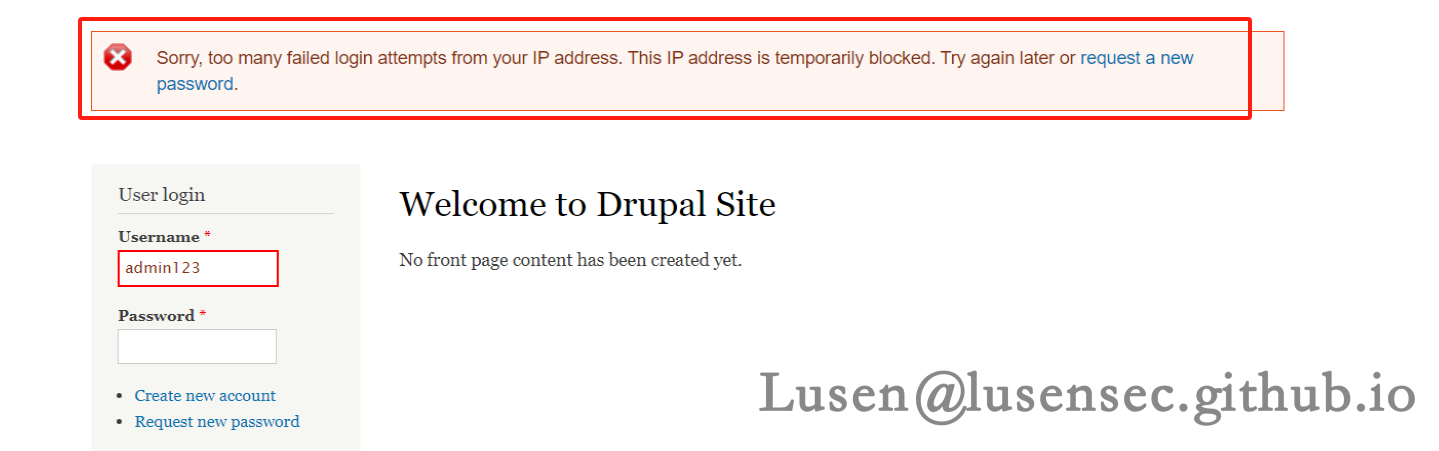 Sorry, too many failed login attempts from your IP address. This IP address is temporarily blocked. Try again later or request a new
password.
User login
Username *
admin123
Password *
Create new account
Request new password
Welcome to Drupal Site
No front page content has been created yet.
Lusen@lusensec.github.io